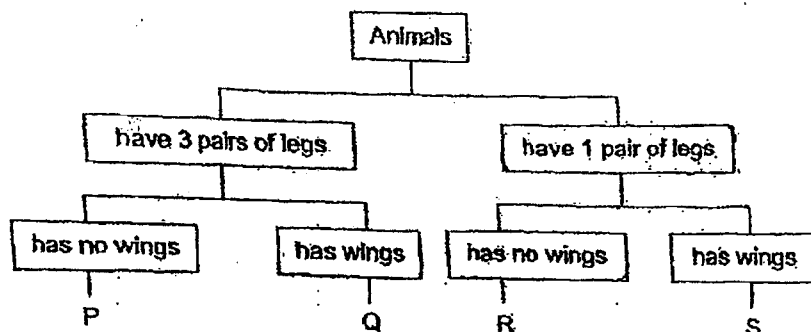 Animals
have 3 pairs of legs
have 1 pair of legs
has no wings
has wings
has no wings
has wings
P
Q
R
S